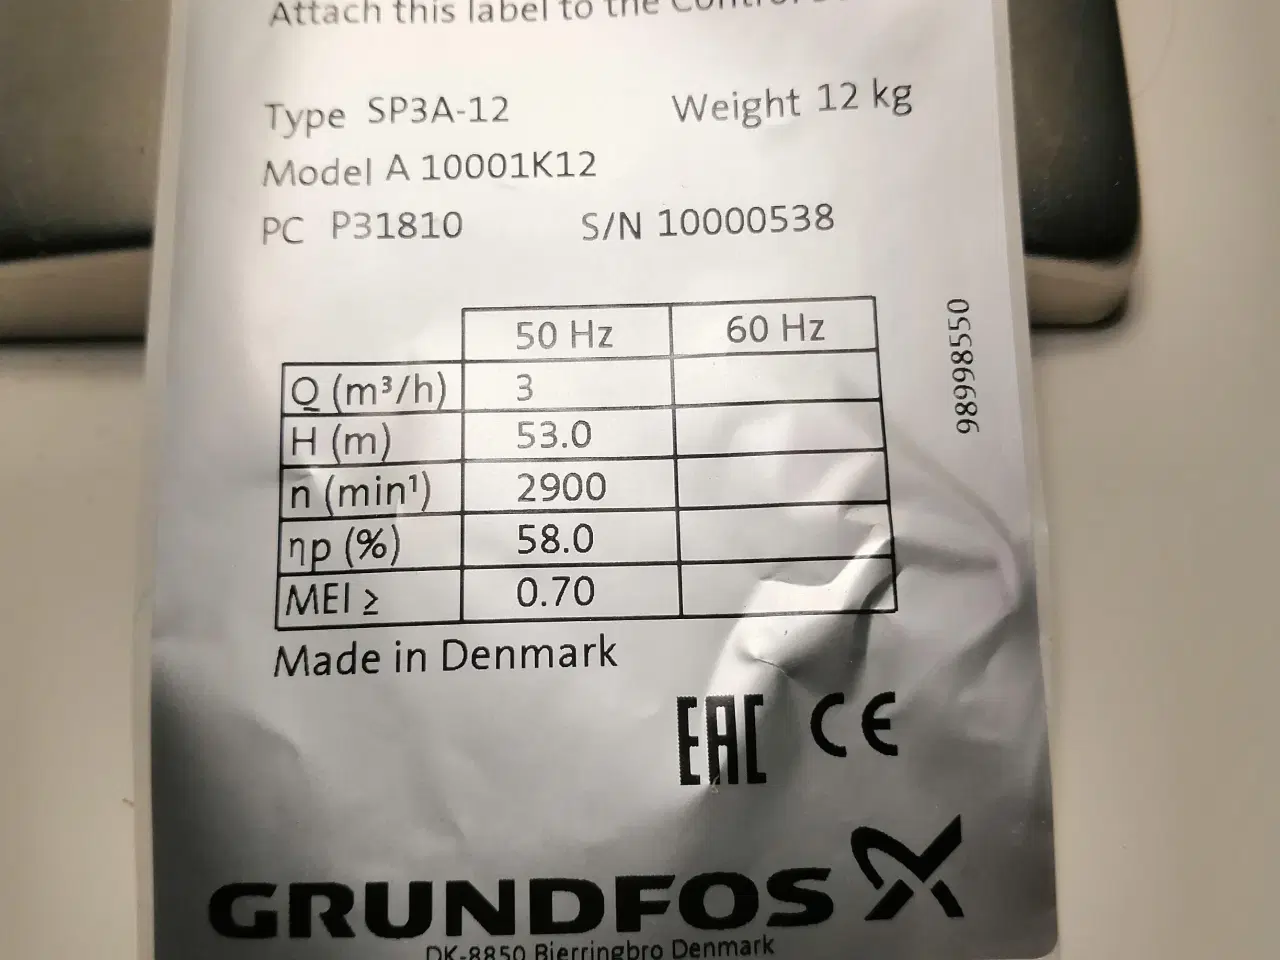 Attach this label to the Control
Type SP3A-12 Weight 12 kg
Model A 10001K12
PC P31810 S/N 10000538
50 Hz 60 Hz
Q (m³/h) 3
H (m) 53.0
n (min¹) 2900
ηp (%) 58.0
MEI ≥ 0.70
98998550
Made in Denmark
EAC CE
GRUNDFOS
DK-8850 Bjerringbro Denmark